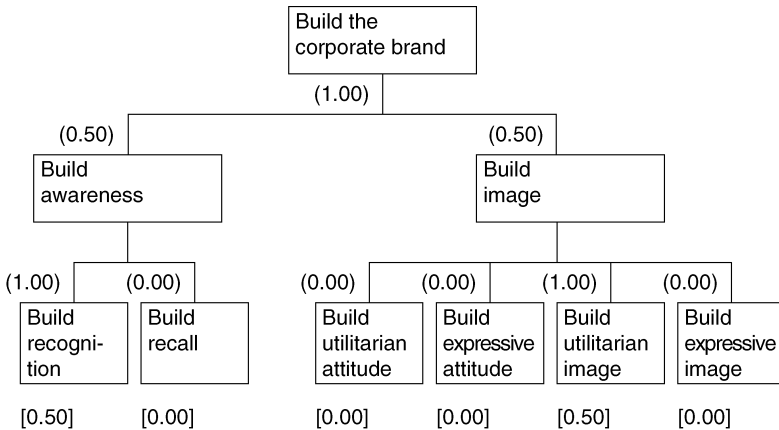 Build the
corporate brand
(1.00)
(0.50)
(0.50)
Build
awareness
Build
image
(1.00)
(0.00)
(0.00)
(0.00)
(1.00)
(0.00)
Build
recogni-
tion
Build
recall
Build
utilitarian
attitude
Build
expressive
attitude
Build
utilitarian
image
Build
expressive
image
[0.50]
[0.00]
[0.00]
[0.00]
[0.50]
[0.00]